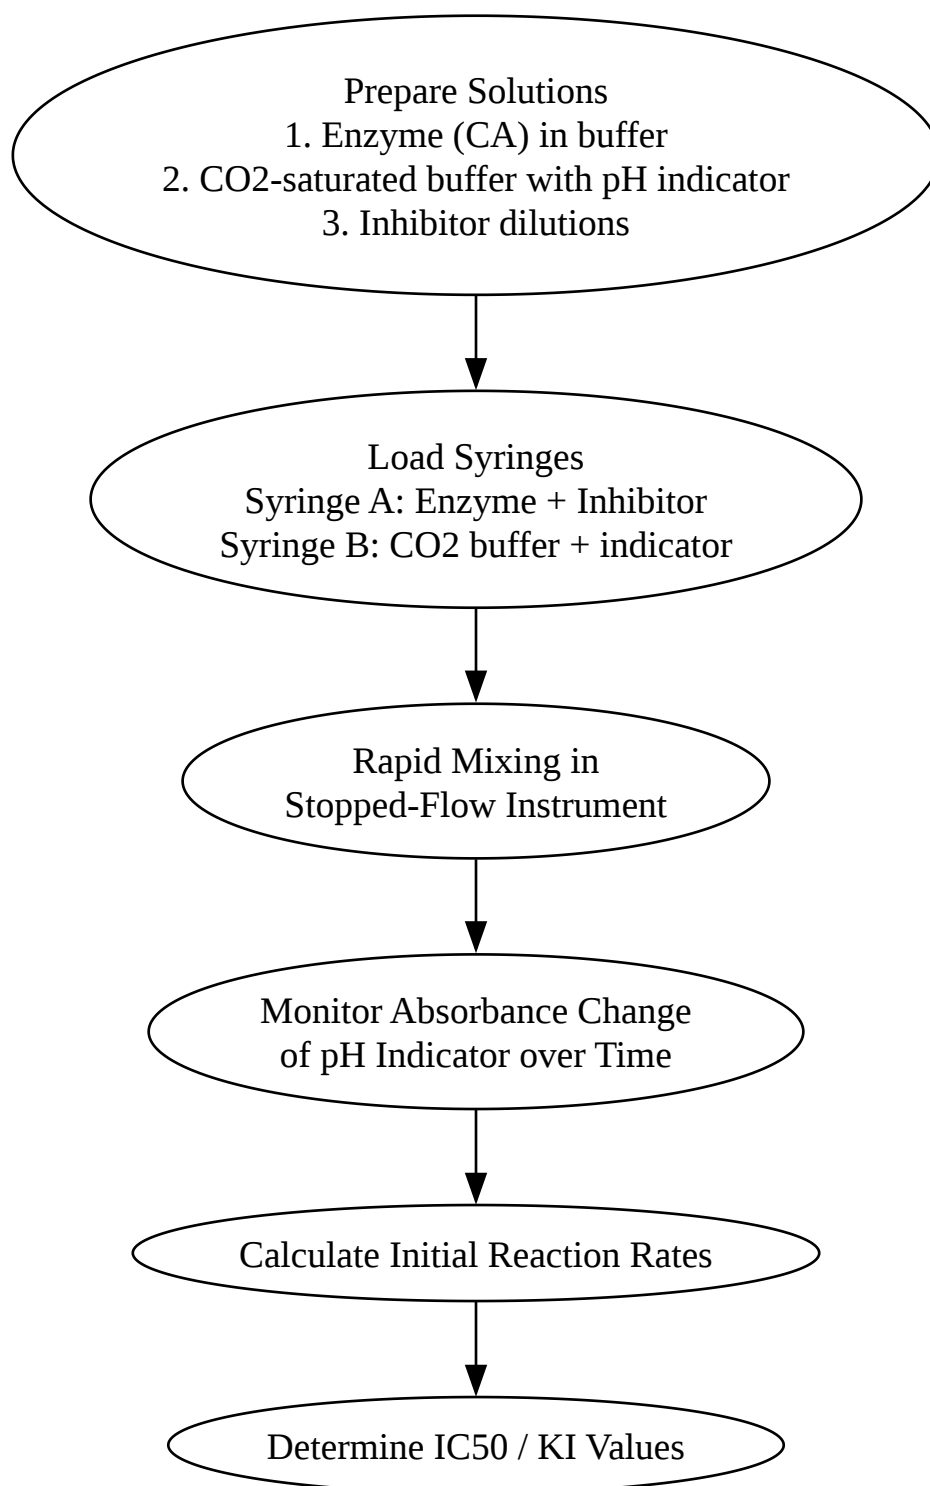 Prepare Solutions
1. Enzyme (CA) in buffer
2. CO2-saturated buffer with pH indicator
3. Inhibitor dilutions
Load Syringes
Syringe A: Enzyme + Inhibitor
Syringe B: CO2 buffer + indicator
Rapid Mixing in
Stopped-Flow Instrument
Monitor Absorbance Change
of pH Indicator over Time
Calculate Initial Reaction Rates
Determine IC50 / KI Values